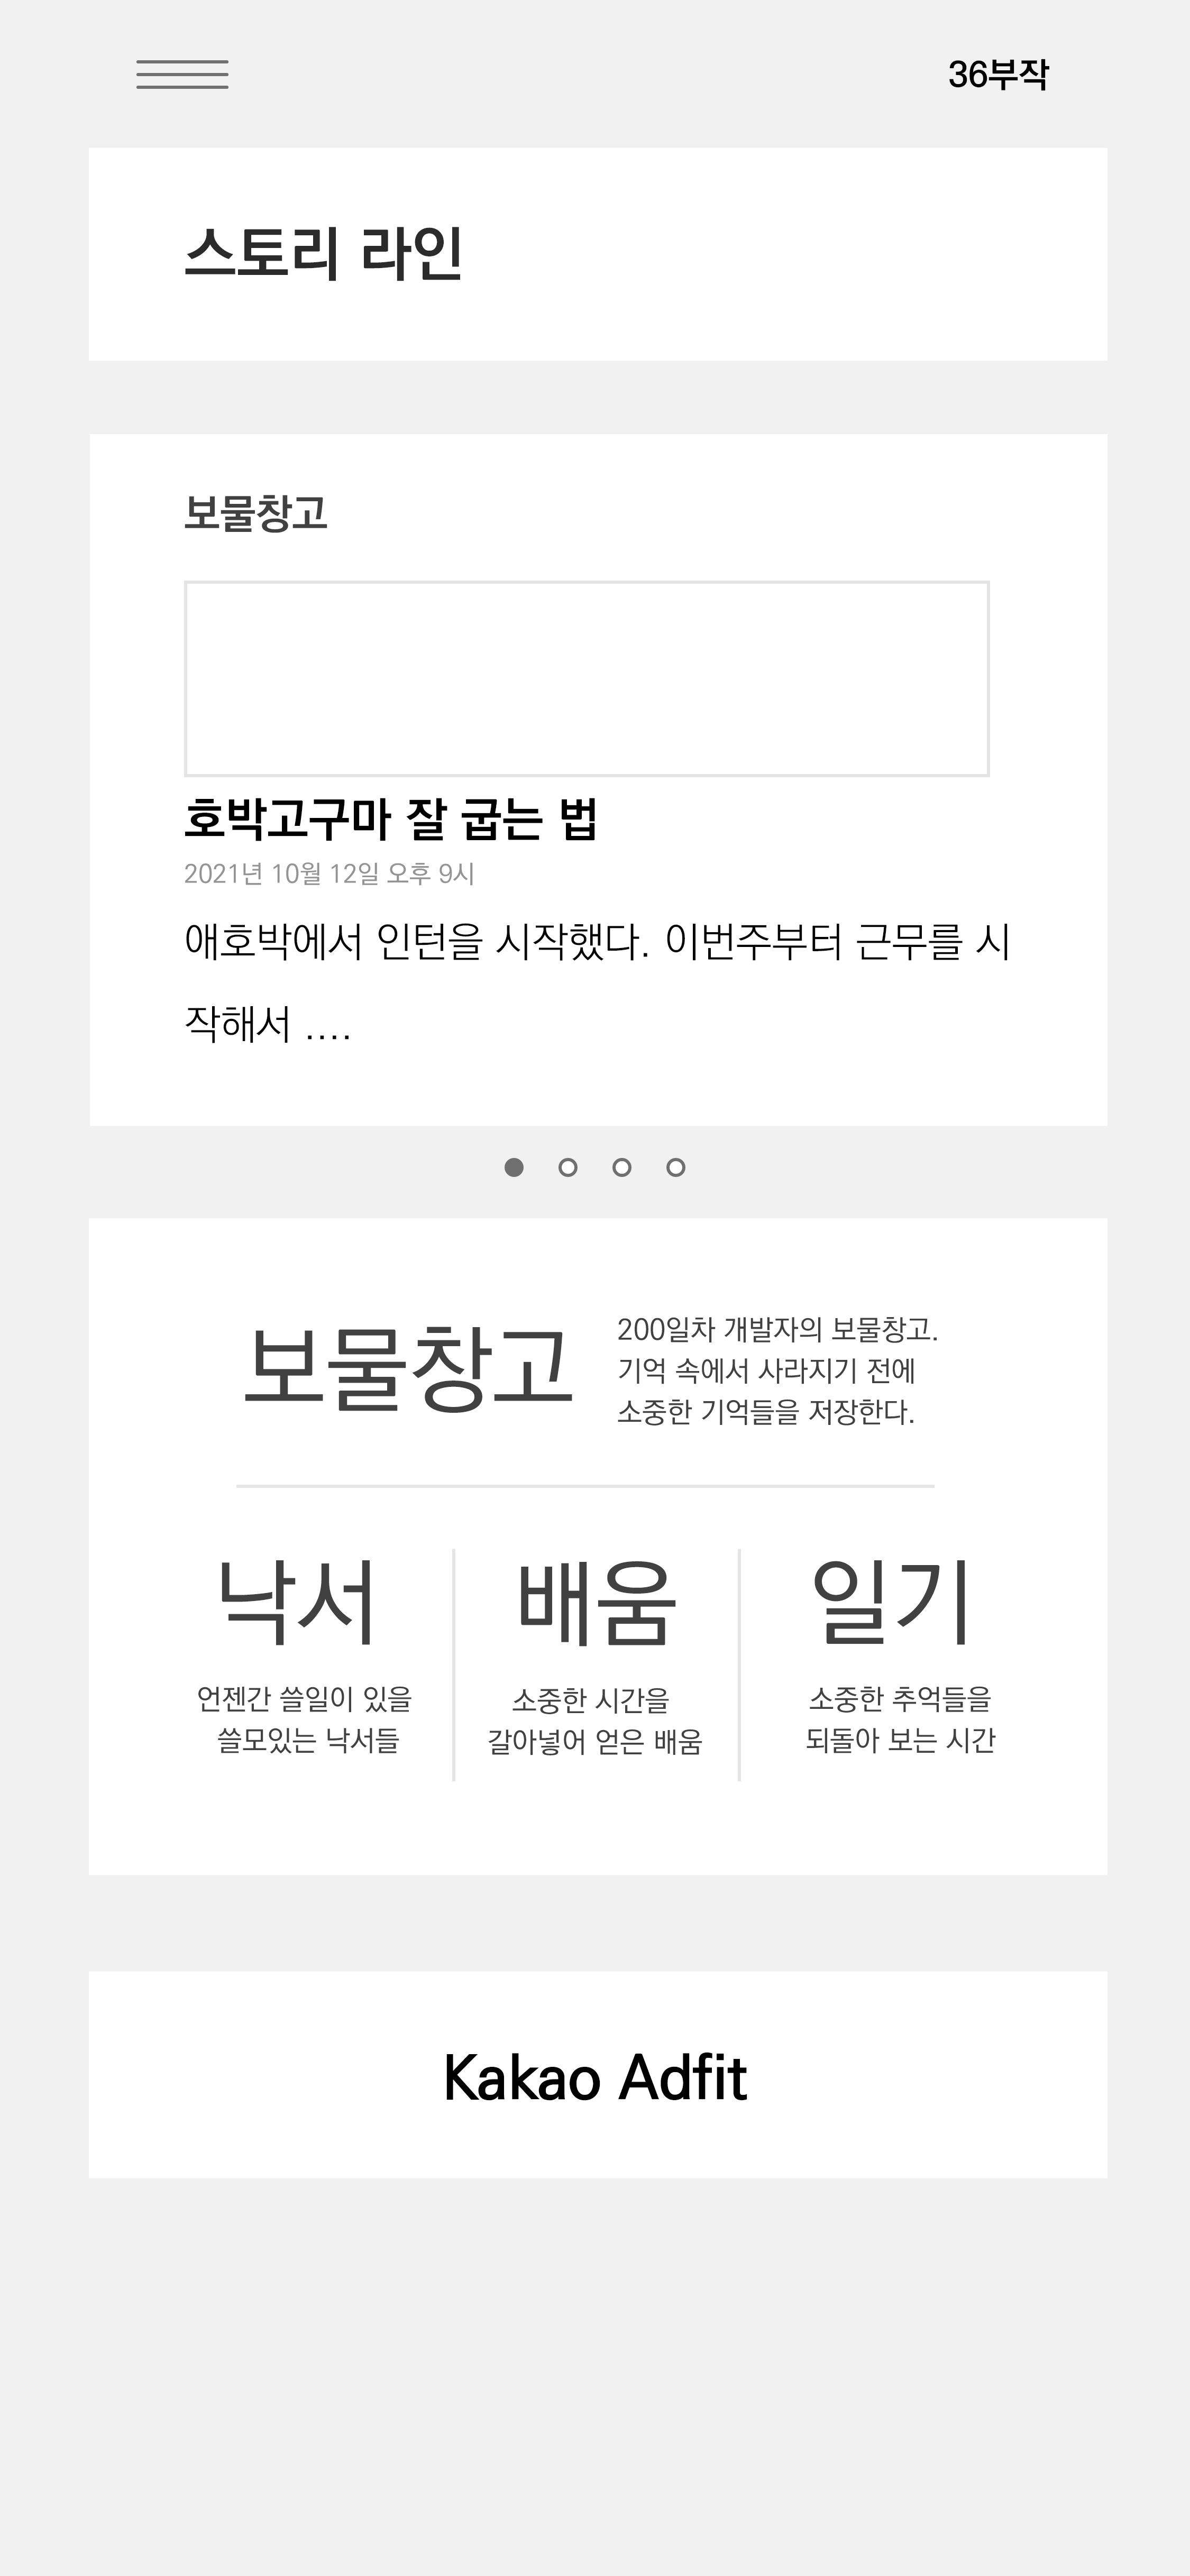 36부작
스토리 라인
보물창고
호박고구마 잘 굽는 법
2021년 10월 12일 오후 9시
애호박에서 인턴을 시작했다. 이번주부터 근무를 시
작해서 ....
보물창고
200일차 개발자의 보물창고.
기억 속에서 사라지기 전에
소중한 기억들을 저장한다.
낙서
언젠간 쓸일이 있을
쓸모있는 낙서들
배움
소중한 시간을
갈아넣어 얻은 배움
일기
소중한 추억들을
되돌아 보는 시간
Kakao Adfit